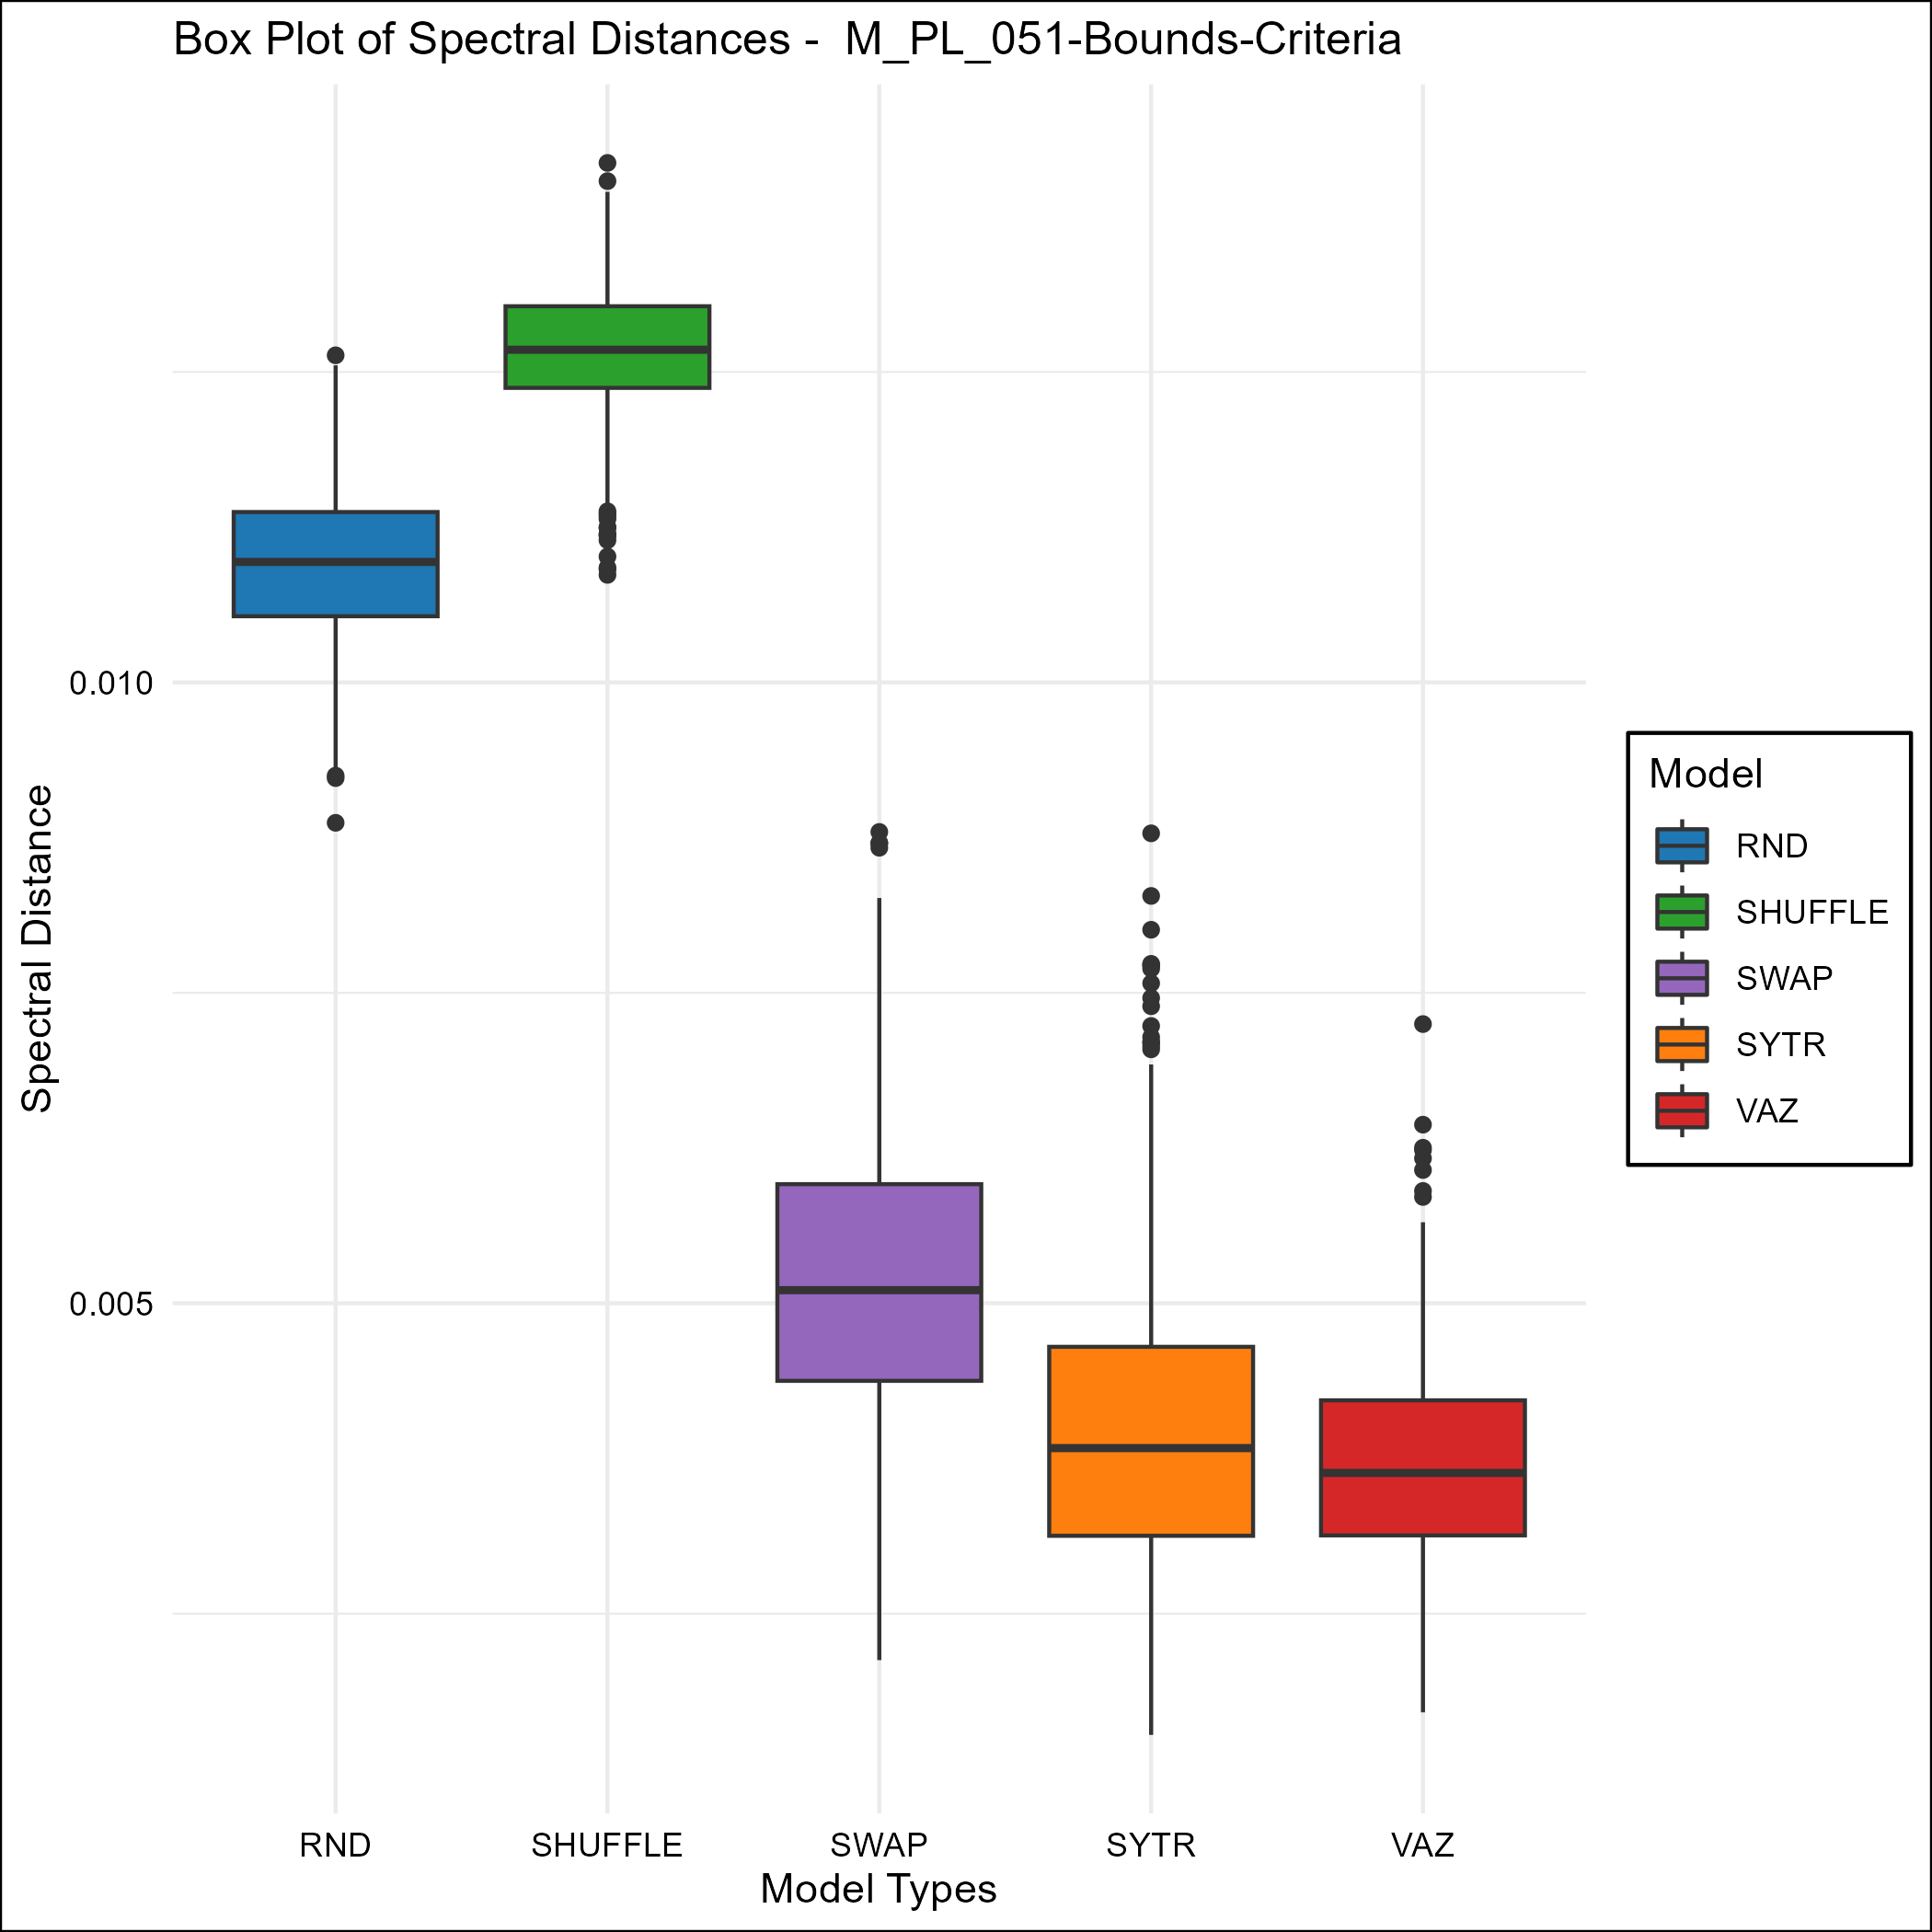 Box Plot of Spectral Distances -  M_PL_051-Bounds-Criteria
0.010
0.005
Spectral Distance
RND
SHUFFLE
SWAP
SYTR
VAZ
Model Types
Model
RND
SHUFFLE
SWAP
SYTR
VAZ